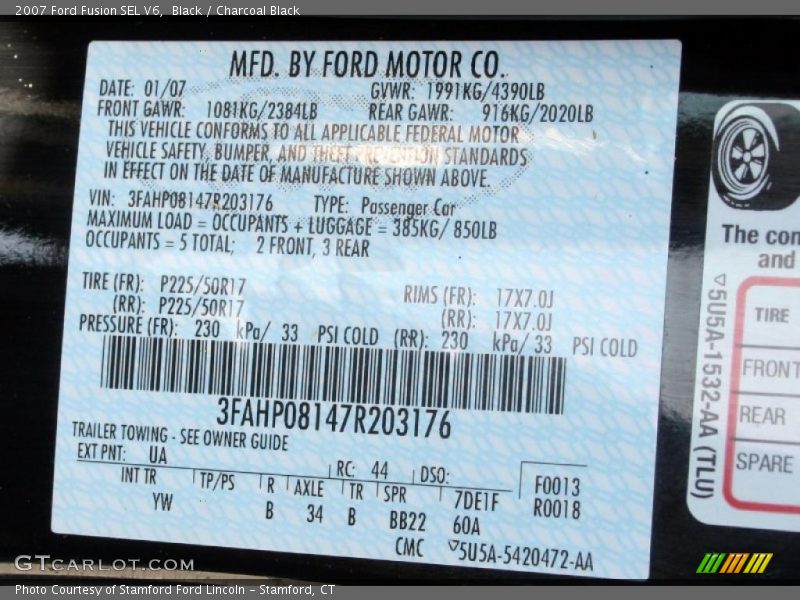 2007 Ford Fusion SEL V6, Black / Charcoal Black
MFD. BY FORD MOTOR CO.
DATE: 01/07 GVWR: 1991KG/4390LB
FRONT GAWR: 1081KG/2384LB REAR GAWR: 916KG/2020LB
THIS VEHICLE CONFORMS TO ALL APPLICABLE FEDERAL MOTOR
VEHICLE SAFETY, BUMPER, AND THEFT PREVENTION STANDARDS
IN EFFECT ON THE DATE OF MANUFACTURE SHOWN ABOVE.
VIN: 3FAHP08147R203176 TYPE: Passenger Car
MAXIMUM LOAD = OCCUPANTS + LUGGAGE = 385KG/ 850LB
OCCUPANTS = 5 TOTAL; 2 FRONT, 3 REAR
TIRE (FR): P225/50R17 RIMS (FR): 17X7.0J
(RR): P225/50R17 (RR): 17X7.0J
PRESSURE (FR): 230 kPa/ 33 PSI COLD (RR): 230 kPa/ 33 PSI COLD
3FAHP08147R203176
TRAILER TOWING - SEE OWNER GUIDE
EXT PNT: UA RC: 44 DSO: F0013
INT TR TP/PS R AXLE TR SPR 7DE1F R0018
YW B 34 B BB22 60A
CMC 5U5A-5420472-AA
The con
and
TIRE
FRONT
REAR
SPARE
5U5A-1532-AA (TLU)
GTCARLOT.COM
Photo Courtesy of Stamford Ford Lincoln - Stamford, CT